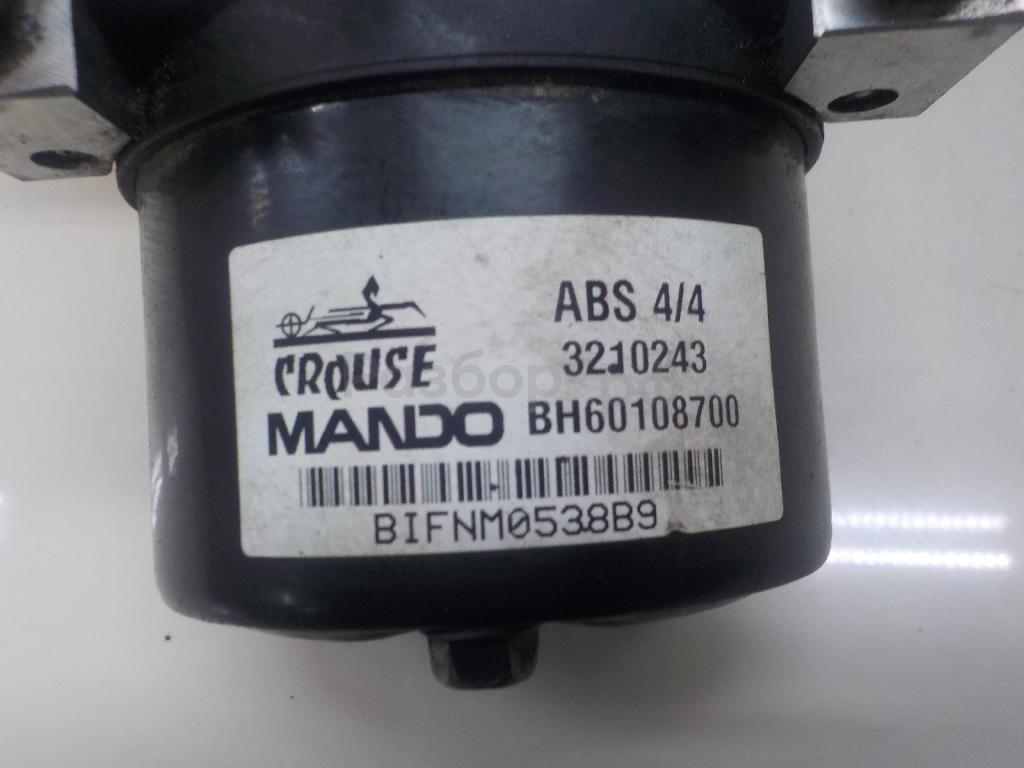 ABS 4/4
3210243
CROUSE
MANDO BH60108700
BIFNM0538B9